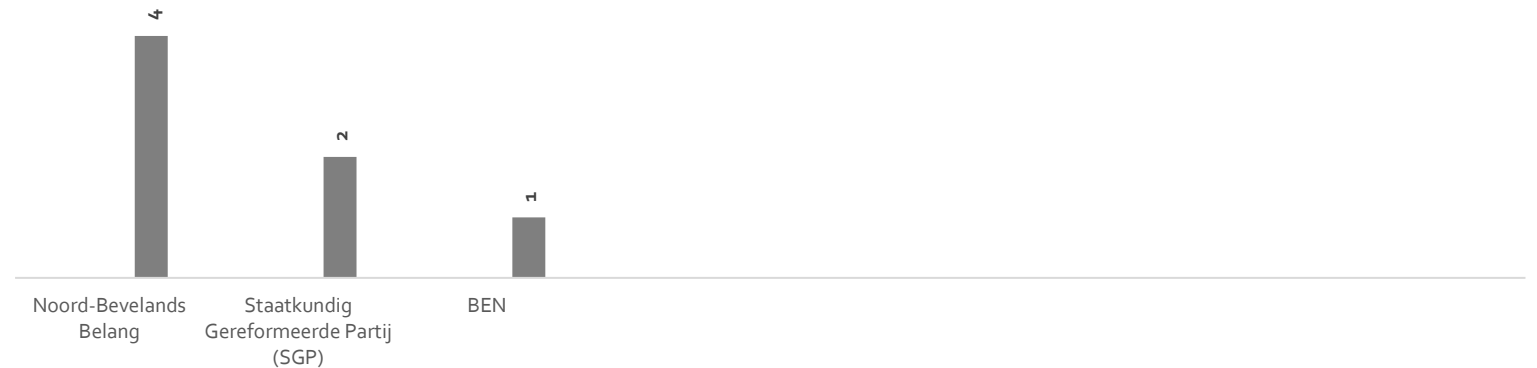 4
2
1
Noord-Bevelands
Belang
Staatkundig
Gereformeerde Partij
(SGP)
BEN